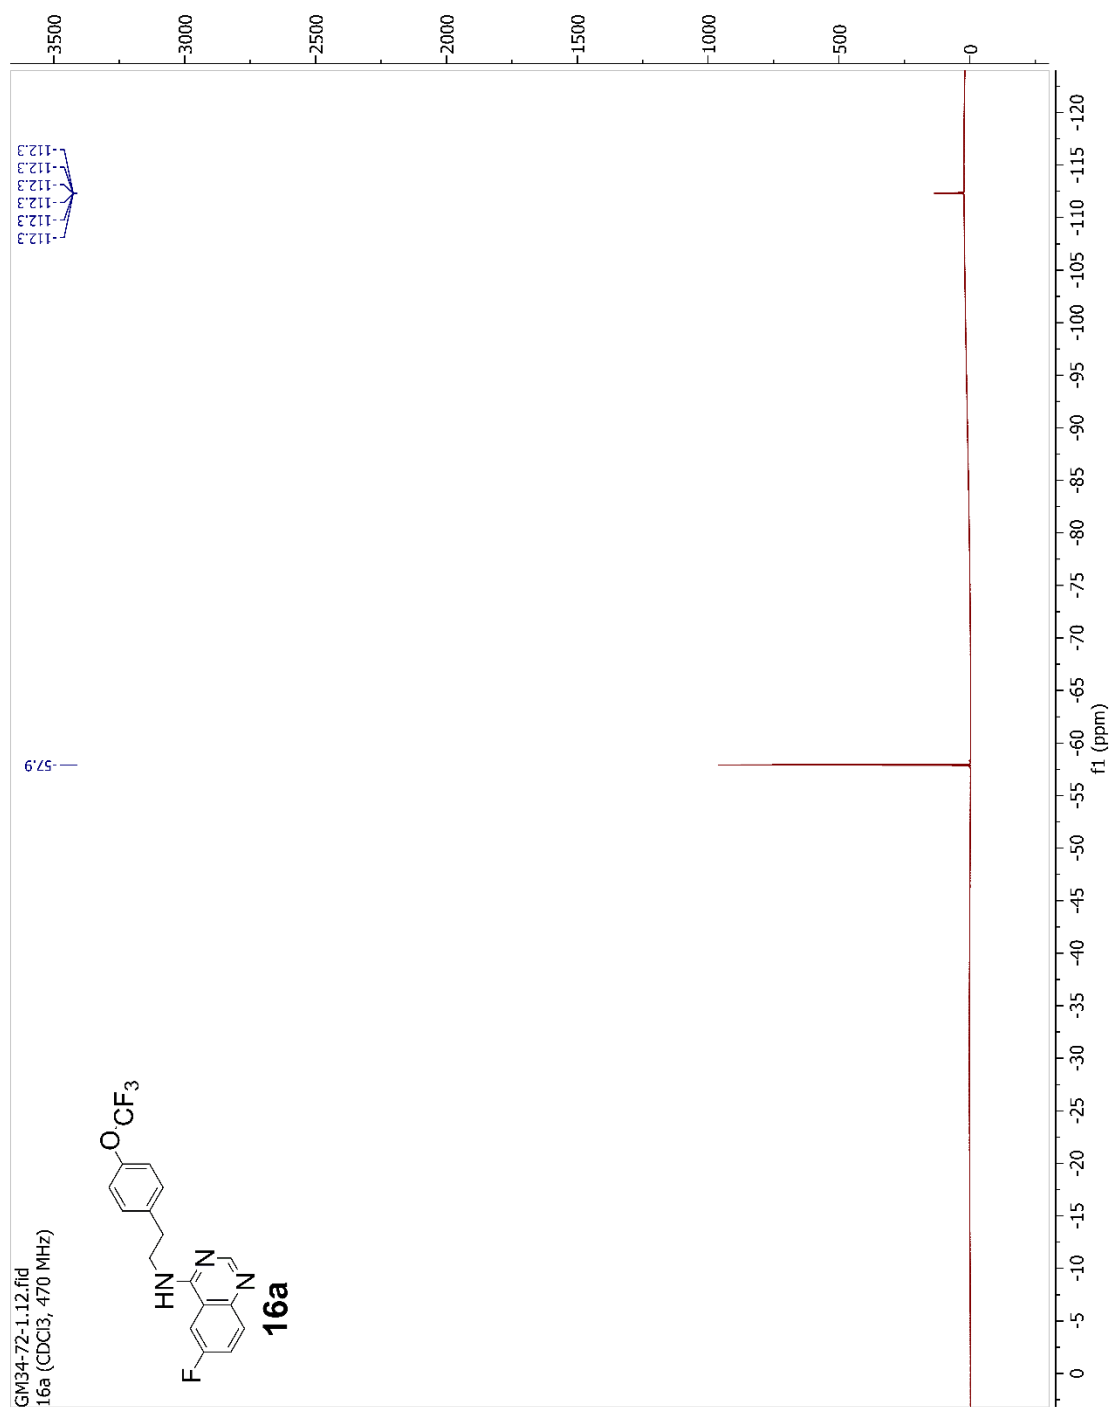 GM34-72-1.12.fid
16a (CDCl3, 470 MHz)
-57.9
-112.3
-112.3
-112.3
-112.3
-112.3
-112.3
O
CF3
HN
N
F
N
16a
3500
3000
2500
2000
1500
1000
500
0
0 -5 -10 -15 -20 -25 -30 -35 -40 -45 -50 -55 -60 -65 -70 -75 -80 -85 -90 -95 -100 -105 -110 -115 -120
f1 (ppm)